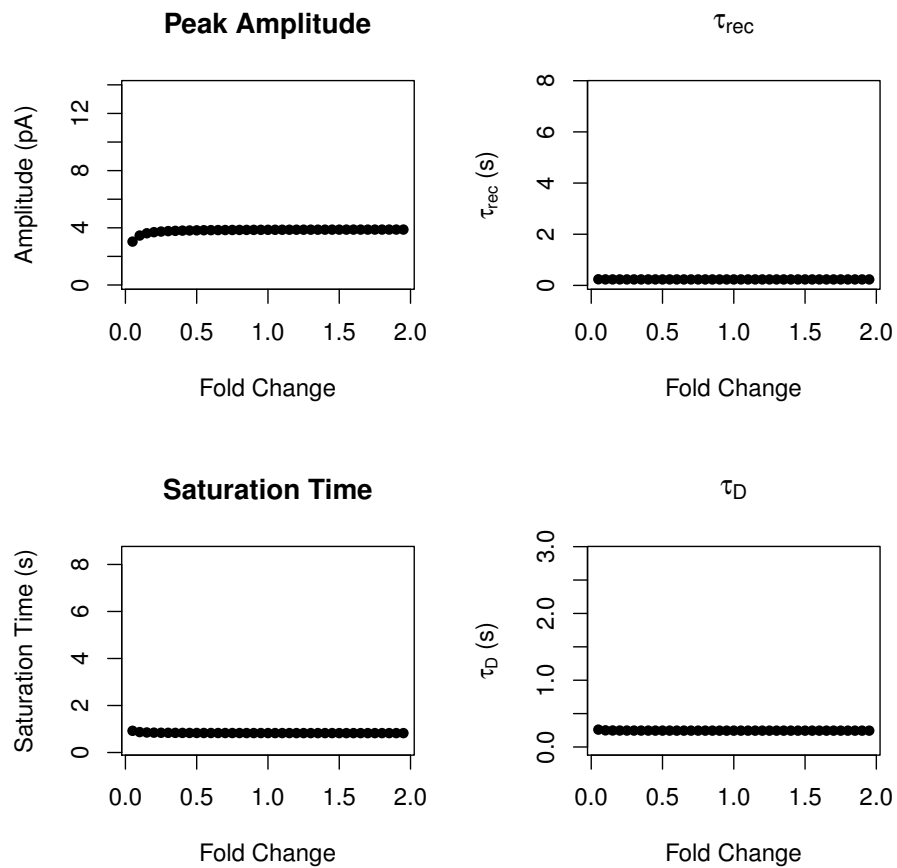 Peak Amplitude
Amplitude (pA)
0 4 8 12
0.0 0.5 1.0 1.5 2.0
Fold Change
τrec
τrec (s)
0 2 4 6 8
0.0 0.5 1.0 1.5 2.0
Fold Change
Saturation Time
Saturation Time (s)
0 2 4 6 8
0.0 0.5 1.0 1.5 2.0
Fold Change
τD
τD (s)
0.0 1.0 2.0 3.0
0.0 0.5 1.0 1.5 2.0
Fold Change